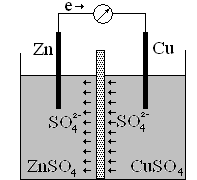 e→
Zn Cu
SO₄²⁻ SO₄²⁻
ZnSO₄ CuSO₄